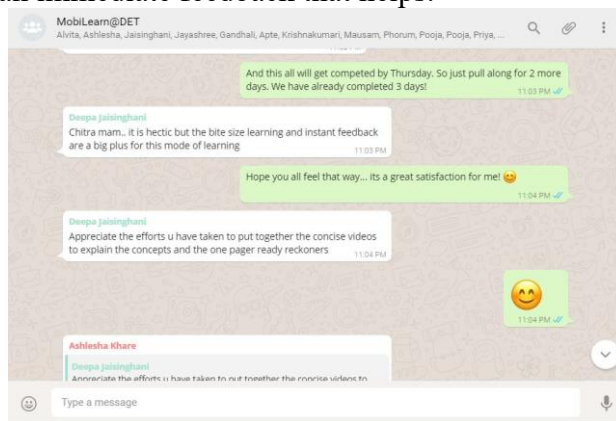 an immediate feedback that helps.
MobiLearn@DET
Alvita, Ashlesha, Jaisinghani, Jayashree, Gandhali, Apte, Krishnakumari, Mausam, Phorum, Pooja, Pooja, Priya, ...
And this all will get competed by Thursday. So just pull along for 2 more
days. We have already completed 3 days!
11:03 PM
Deepa Jaisinghani
Chitra mam.. it is hectic but the bite size learning and instant feedback
are a big plus for this mode of learning
11:03 PM
Hope you all feel that way... its a great satisfaction for me! 😊
11:04 PM
Deepa Jaisinghani
Appreciate the efforts u have taken to put together the concise videos
to explain the concepts and the one pager ready reckoners
11:04 PM
😊
11:04 PM
Ashlesha Khare
Deepa Jaisinghani
Appreciate the efforts u have taken to put together the concise videos to
Type a message